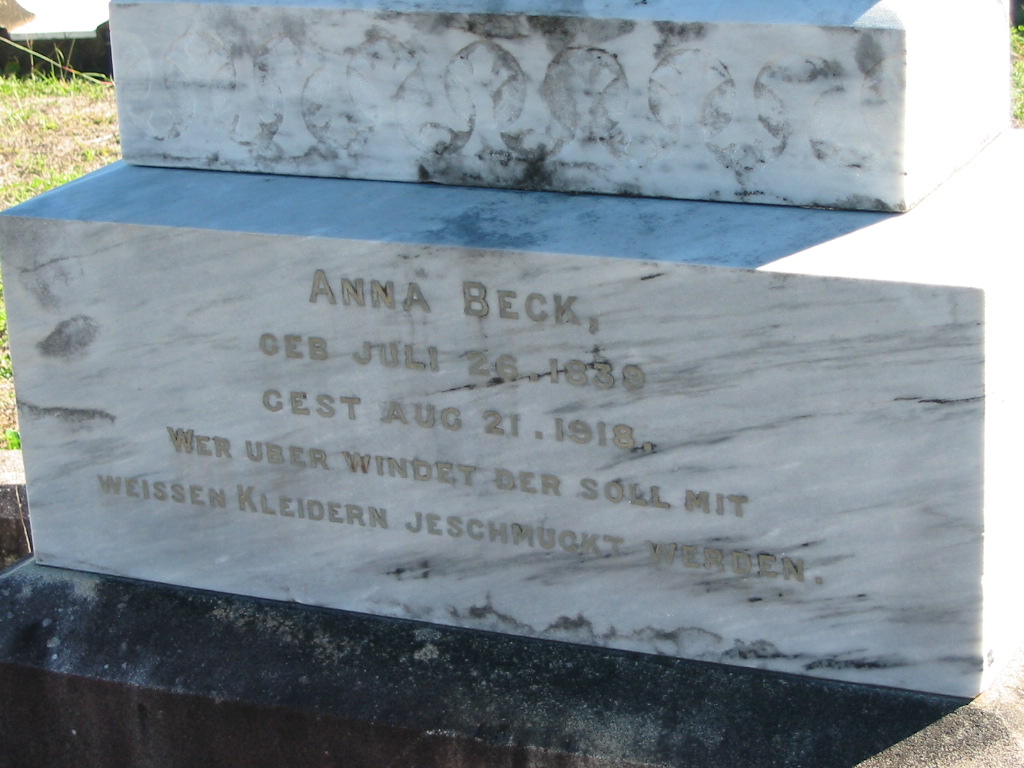 ANNA BECK,
GEB JULI 26.1839
GEST AUG 21.1918.
WER UBER WINDET DER SOLL MIT
WEISSEN KLEIDERN JESCHMUCKT WERDEN.